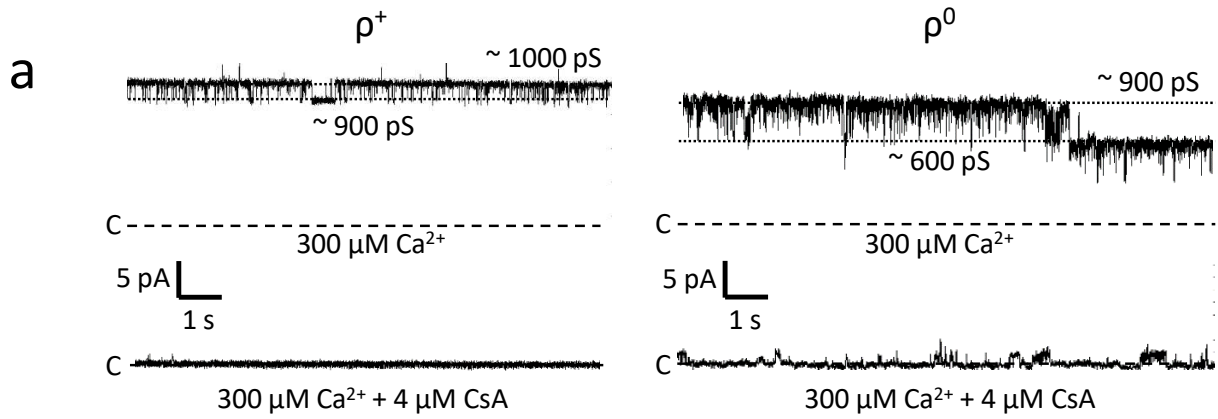 a
ρ⁺
~ 1000 pS
~ 900 pS
C
300 μM Ca²⁺
5 pA
1 s
C
300 μM Ca²⁺ + 4 μM CsA
ρ⁰
~ 900 pS
~ 600 pS
C
300 μM Ca²⁺
5 pA
1 s
C
300 μM Ca²⁺ + 4 μM CsA